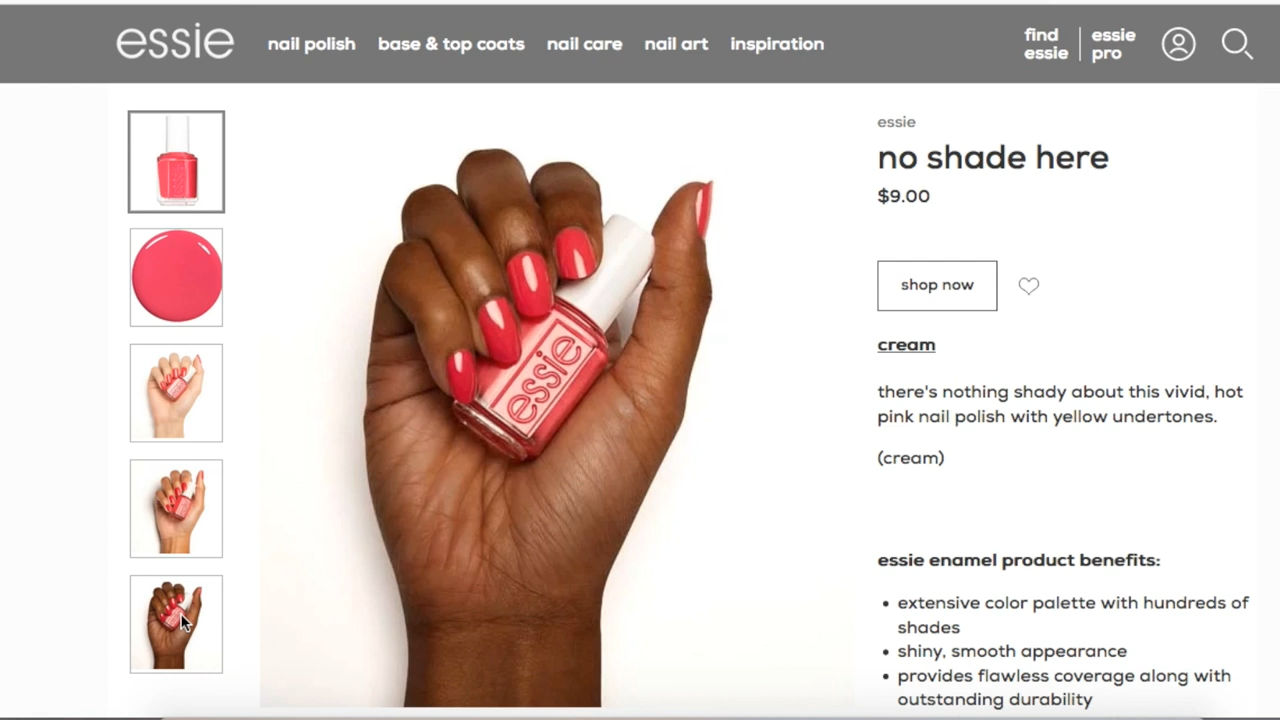 essie
nail polish
base & top coats
nail care
nail art
inspiration
find
essie
essie
pro
essie
no shade here
$9.00
shop now
cream
there's nothing shady about this vivid, hot
pink nail polish with yellow undertones.
(cream)
essie enamel product benefits:
extensive color palette with hundreds of
shades
shiny, smooth appearance
provides flawless coverage along with
outstanding durability
essie